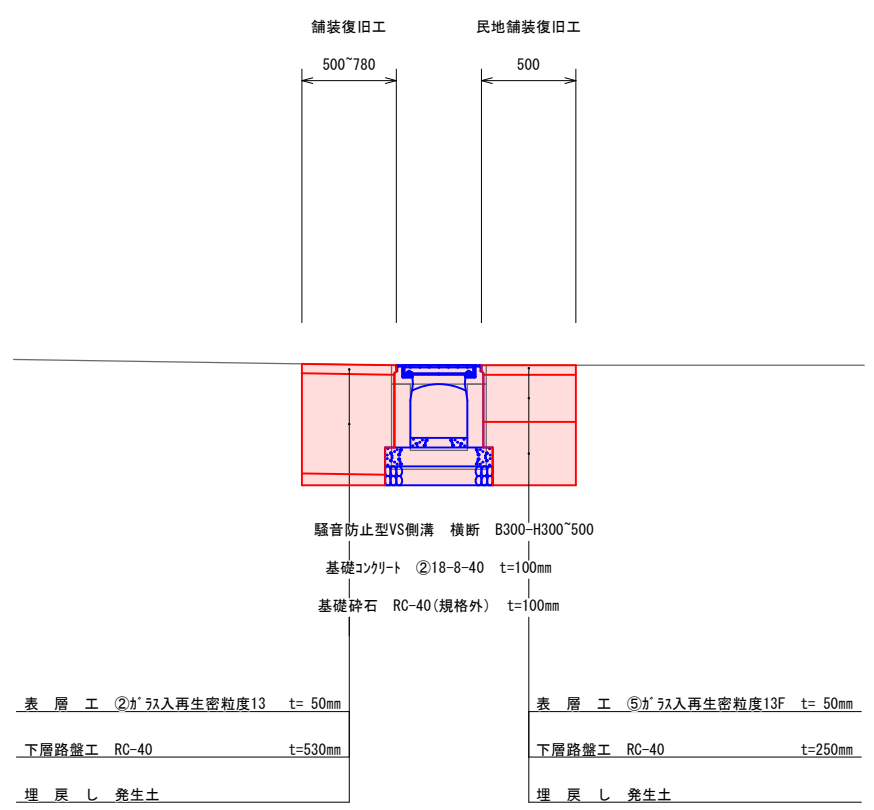 舗装復旧工
民地舗装復旧工
500~780
500
騒音防止型VS側溝 横断 B300-H300~500
基礎コンクリート ②18-8-40 t=100mm
基礎砕石 RC-40(規格外) t=100mm
表 層 工 ②ガラス入再生密粒度13 t= 50mm
下層路盤工 RC-40 t=530mm
埋 戻 し 発生土
表 層 工 ⑤ガラス入再生密粒度13F t= 50mm
下層路盤工 RC-40 t=250mm
埋 戻 し 発生土